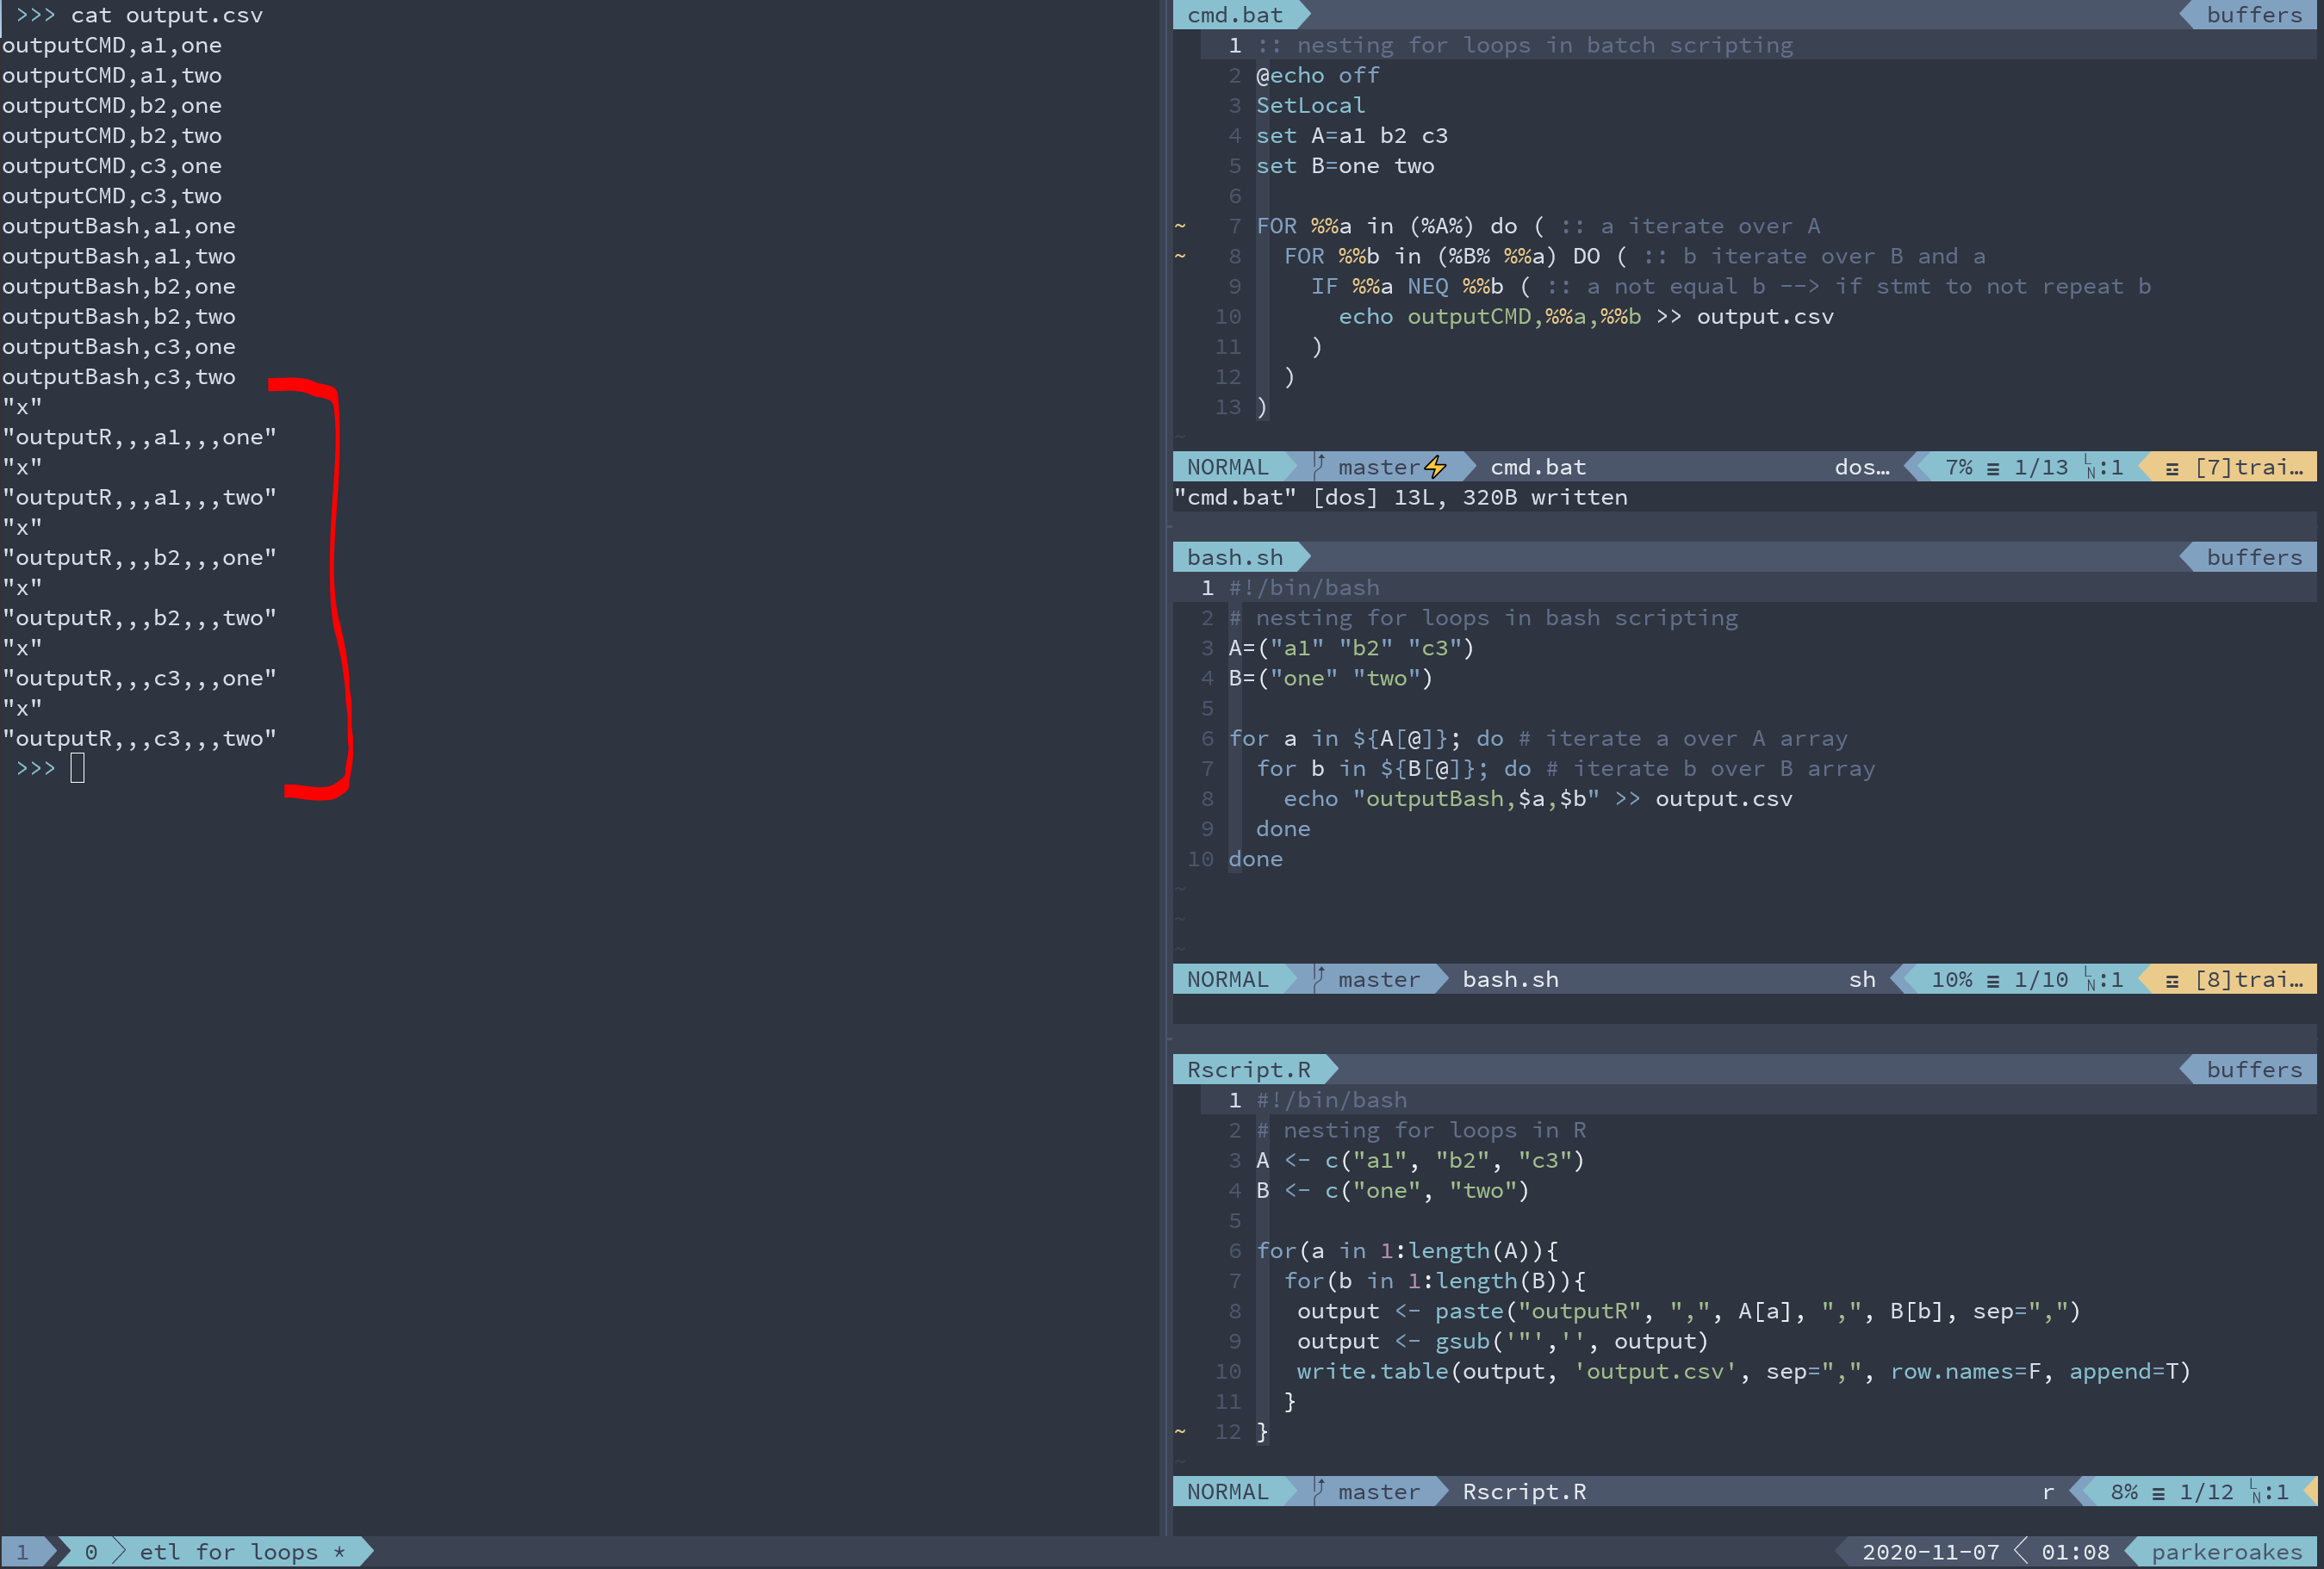 >>> cat output.csv
outputCMD,a1,one
outputCMD,a1,two
outputCMD,b2,one
outputCMD,b2,two
outputCMD,c3,one
outputCMD,c3,two
outputBash,a1,one
outputBash,a1,two
outputBash,b2,one
outputBash,b2,two
outputBash,c3,one
outputBash,c3,two
"x"
"outputR,,,a1,,,one"
"x"
"outputR,,,a1,,,two"
"x"
"outputR,,,b2,,,one"
"x"
"outputR,,,b2,,,two"
"x"
"outputR,,,c3,,,one"
"x"
"outputR,,,c3,,,two"
>>>
cmd.bat buffers
1 :: nesting for loops in batch scripting
2 @echo off
3 SetLocal
4 set A=a1 b2 c3
5 set B=one two
6
~ 7 FOR %%a in (%A%) do ( :: a iterate over A
~ 8   FOR %%b in (%B% %%a) DO ( :: b iterate over B and a
9     IF %%a NEQ %%b ( :: a not equal b --> if stmt to not repeat b
10       echo outputCMD,%%a,%%b >> output.csv
11     )
12   )
13 )
~
NORMAL master⚡ cmd.bat dos… 7% ≡ 1/13 LN:1 ☲ [7]trai…
"cmd.bat" [dos] 13L, 320B written
bash.sh buffers
1 #!/bin/bash
2 # nesting for loops in bash scripting
3 A=("a1" "b2" "c3")
4 B=("one" "two")
5
6 for a in ${A[@]}; do # iterate a over A array
7   for b in ${B[@]}; do # iterate b over B array
8     echo "outputBash,$a,$b" >> output.csv
9   done
10 done
~
~
~
NORMAL master bash.sh sh 10% ≡ 1/10 LN:1 ☲ [8]trai…
Rscript.R buffers
1 #!/bin/bash
2 # nesting for loops in R
3 A <- c("a1", "b2", "c3")
4 B <- c("one", "two")
5
6 for(a in 1:length(A)){
7   for(b in 1:length(B)){
8    output <- paste("outputR", ",", A[a], ",", B[b], sep=",")
9    output <- gsub('"','', output)
10    write.table(output, 'output.csv', sep=",", row.names=F, append=T)
11   }
~ 12 }
~
NORMAL master Rscript.R r 8% ≡ 1/12 LN:1
1 0 etl for loops * 2020-11-07 01:08 parkeroakes